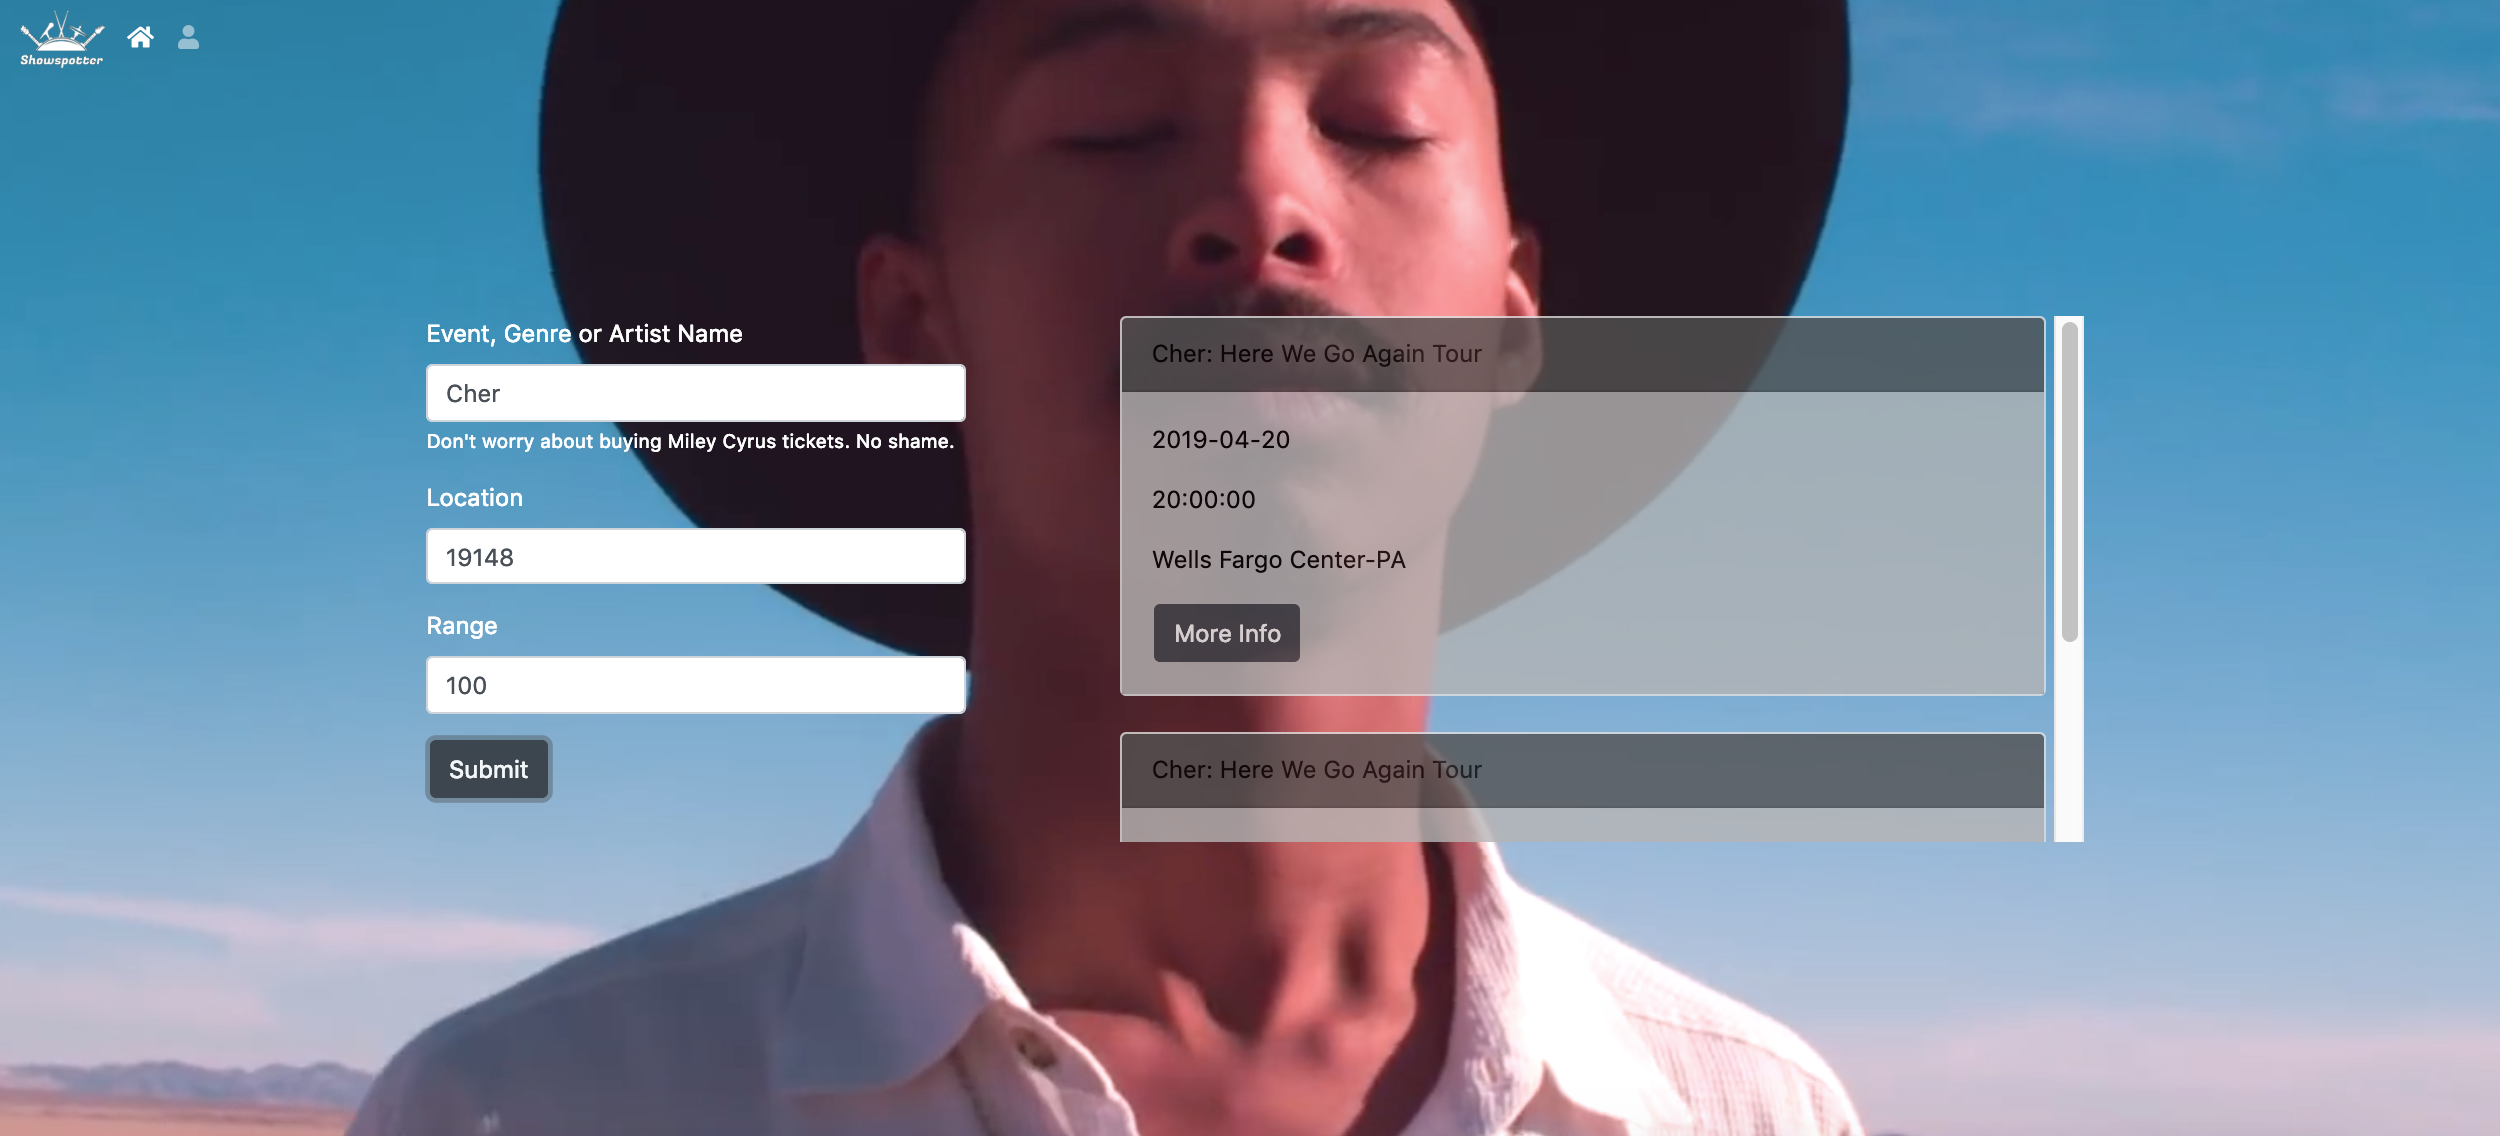 Showspotter
Event, Genre or Artist Name
Cher
Don't worry about buying Miley Cyrus tickets. No shame.
Location
19148
Range
100
Submit
Cher: Here We Go Again Tour
2019-04-20
20:00:00
Wells Fargo Center-PA
More Info
Cher: Here We Go Again Tour